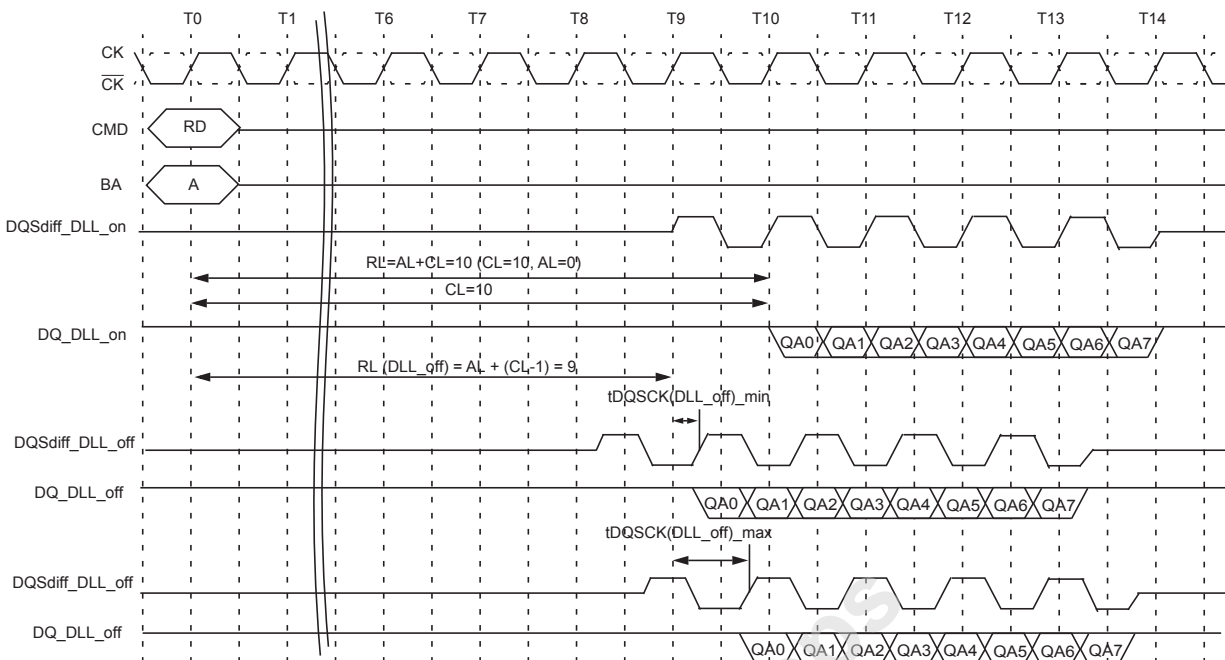 T0 T1 T6 T7 T8 T9 T10 T11 T12 T13 T14
CK
CK
CMD RD
BA A
DQSdiff_DLL_on
RL=AL+CL=10 (CL=10, AL=0)
CL=10
DQ_DLL_on QA0 QA1 QA2 QA3 QA4 QA5 QA6 QA7
RL (DLL_off) = AL + (CL-1) = 9
tDQSCK(DLL_off)_min
DQSdiff_DLL_off
DQ_DLL_off QA0 QA1 QA2 QA3 QA4 QA5 QA6 QA7
tDQSCK(DLL_off)_max
DQSdiff_DLL_off
DQ_DLL_off QA0 QA1 QA2 QA3 QA4 QA5 QA6 QA7